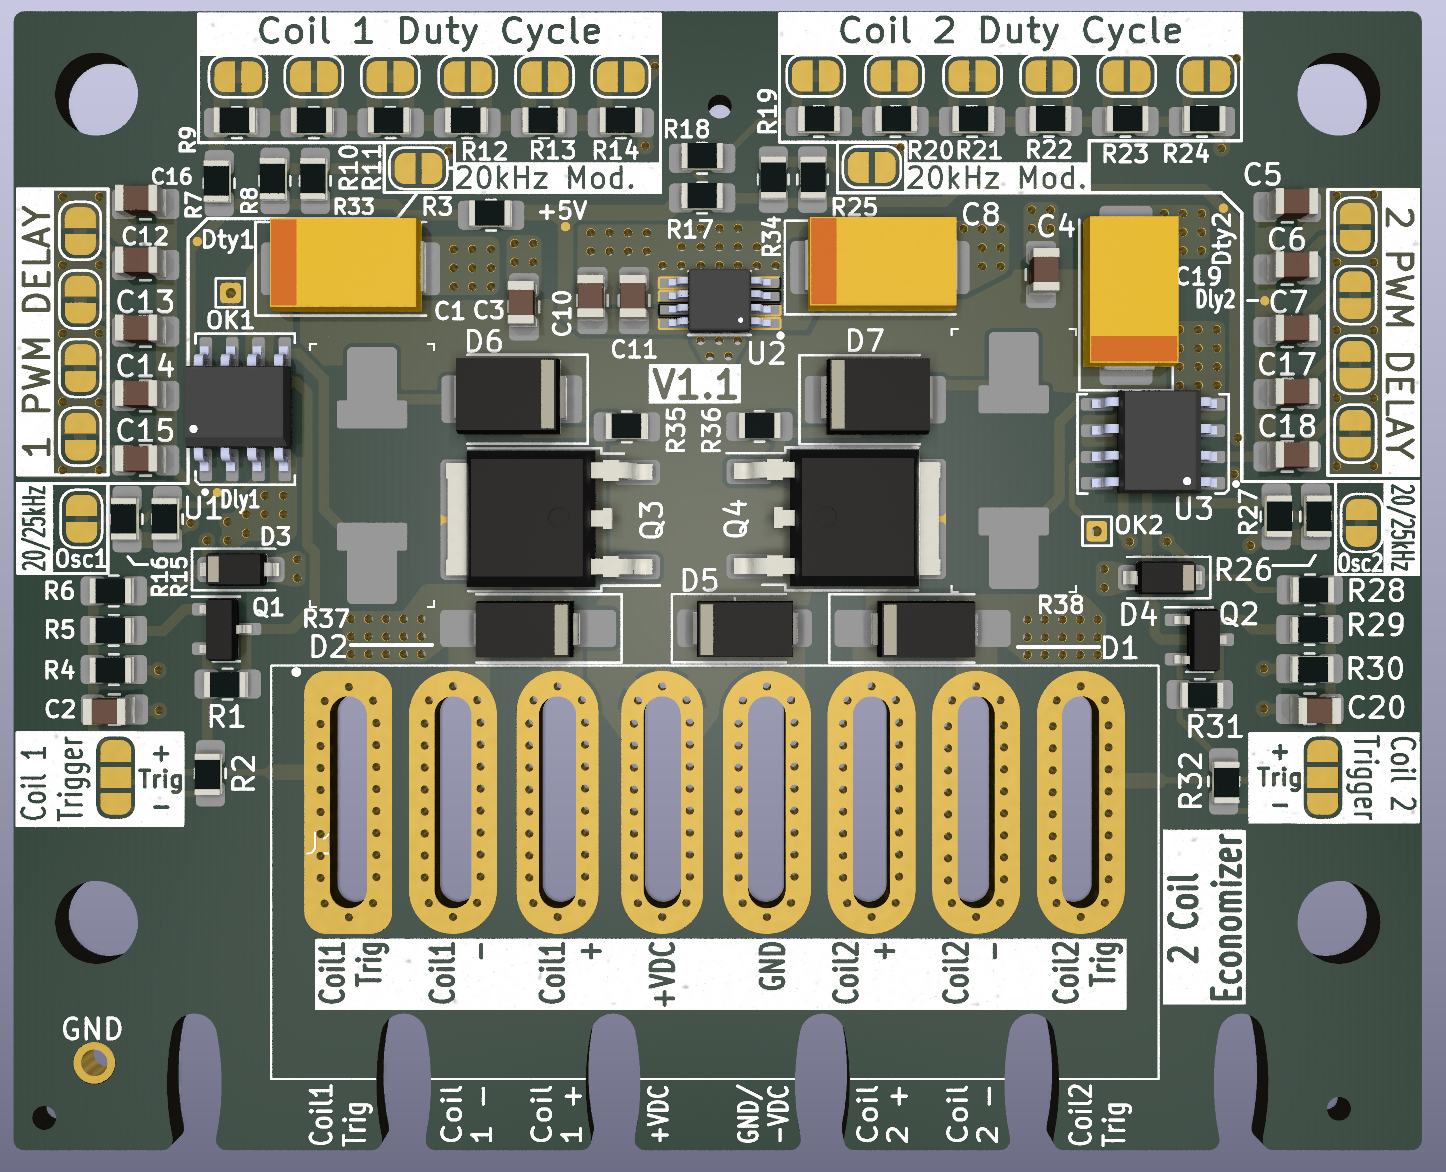 Coil 1 Duty Cycle
Coil 2 Duty Cycle
R9
R10
R11
R12
R13
R14
R18
R19
R20
R21
R22
R23
R24
20kHz Mod.
20kHz Mod.
C16
R7
R8
R33
R3
+5V
R17
R34
R25
C8
C4
C5
1 PWM DELAY
2 PWM DELAY
C12
Dty1
Dty2
C6
C13
OK1
C1
C3
C10
C11
U2
C19
Dly2
C7
C14
D6
D7
C17
V1.1
C15
R35
R36
C18
U1
Dly1
Q3
Q4
U3
R27
20/25kHz
Osc1
R16
R15
D3
OK2
R26
20/25kHz
Osc2
R6
Q1
D5
D4
Q2
R28
R5
R37
D2
R38
D1
R29
R4
R30
C2
R1
R31
C20
Coil 1
Trigger
+
Trig
-
R2
R32
+
Trig
-
Coil 2
Trigger
J1
2 Coil
Economizer
Coil1
Trig
Coil1
-
Coil1
+
+VDC
GND
Coil2
+
Coil2
-
Coil2
Trig
GND
Coil1
Trig
Coil
1 -
Coil
1 +
+VDC
GND/
-VDC
Coil
2 +
Coil
2 -
Coil2
Trig